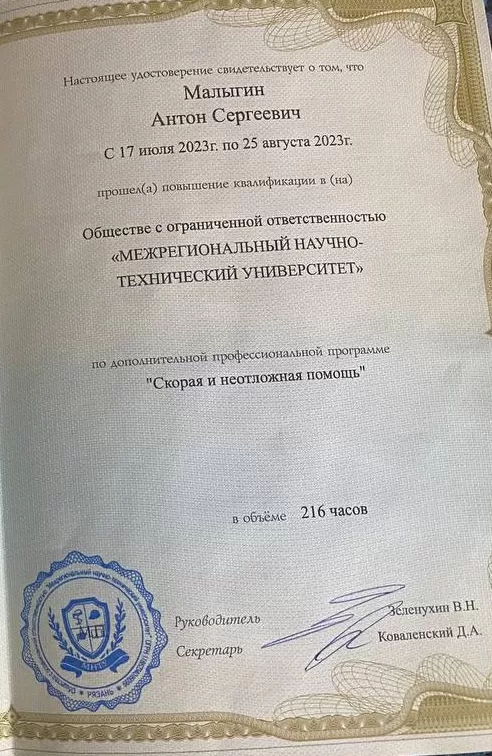 Настоящее удостоверение свидетельствует о том, что
Малыгин
Антон Сергеевич
С 17 июля 2023г. по 25 августа 2023г.
прошел(а) повышение квалификации в (на)
Обществе с ограниченной ответственностью
«МЕЖРЕГИОНАЛЬНЫЙ НАУЧНО-
ТЕХНИЧЕСКИЙ УНИВЕРСИТЕТ»
по дополнительной профессиональной программе
"Скорая и неотложная помощь"
в объёме 216 часов
Руководитель Зеленухин В.Н.
Секретарь Коваленский Д.А.
МНТУ
РЯЗАНЬ